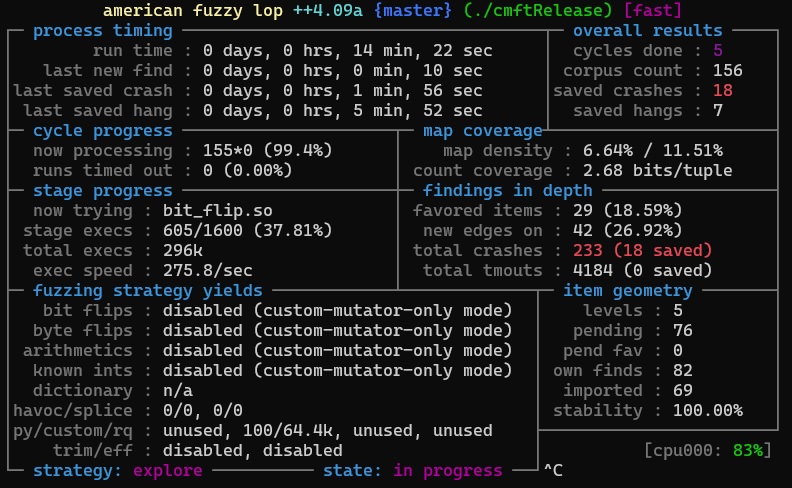 american fuzzy lop ++4.09a {master} (./cmftRelease) [fast]
process timing overall results
run time : 0 days, 0 hrs, 14 min, 22 sec cycles done : 5
last new find : 0 days, 0 hrs, 0 min, 10 sec corpus count : 156
last saved crash : 0 days, 0 hrs, 1 min, 56 sec saved crashes : 18
last saved hang : 0 days, 0 hrs, 5 min, 52 sec saved hangs : 7
cycle progress map coverage
now processing : 155*0 (99.4%) map density : 6.64% / 11.51%
runs timed out : 0 (0.00%) count coverage : 2.68 bits/tuple
stage progress findings in depth
now trying : bit_flip.so favored items : 29 (18.59%)
stage execs : 605/1600 (37.81%) new edges on : 42 (26.92%)
total execs : 296k total crashes : 233 (18 saved)
exec speed : 275.8/sec total tmouts : 4184 (0 saved)
fuzzing strategy yields item geometry
bit flips : disabled (custom-mutator-only mode) levels : 5
byte flips : disabled (custom-mutator-only mode) pending : 76
arithmetics : disabled (custom-mutator-only mode) pend fav : 0
known ints : disabled (custom-mutator-only mode) own finds : 82
dictionary : n/a imported : 69
havoc/splice : 0/0, 0/0 stability : 100.00%
py/custom/rq : unused, 100/64.4k, unused, unused
trim/eff : disabled, disabled [cpu000: 83%]
strategy: explore state: in progress ^C